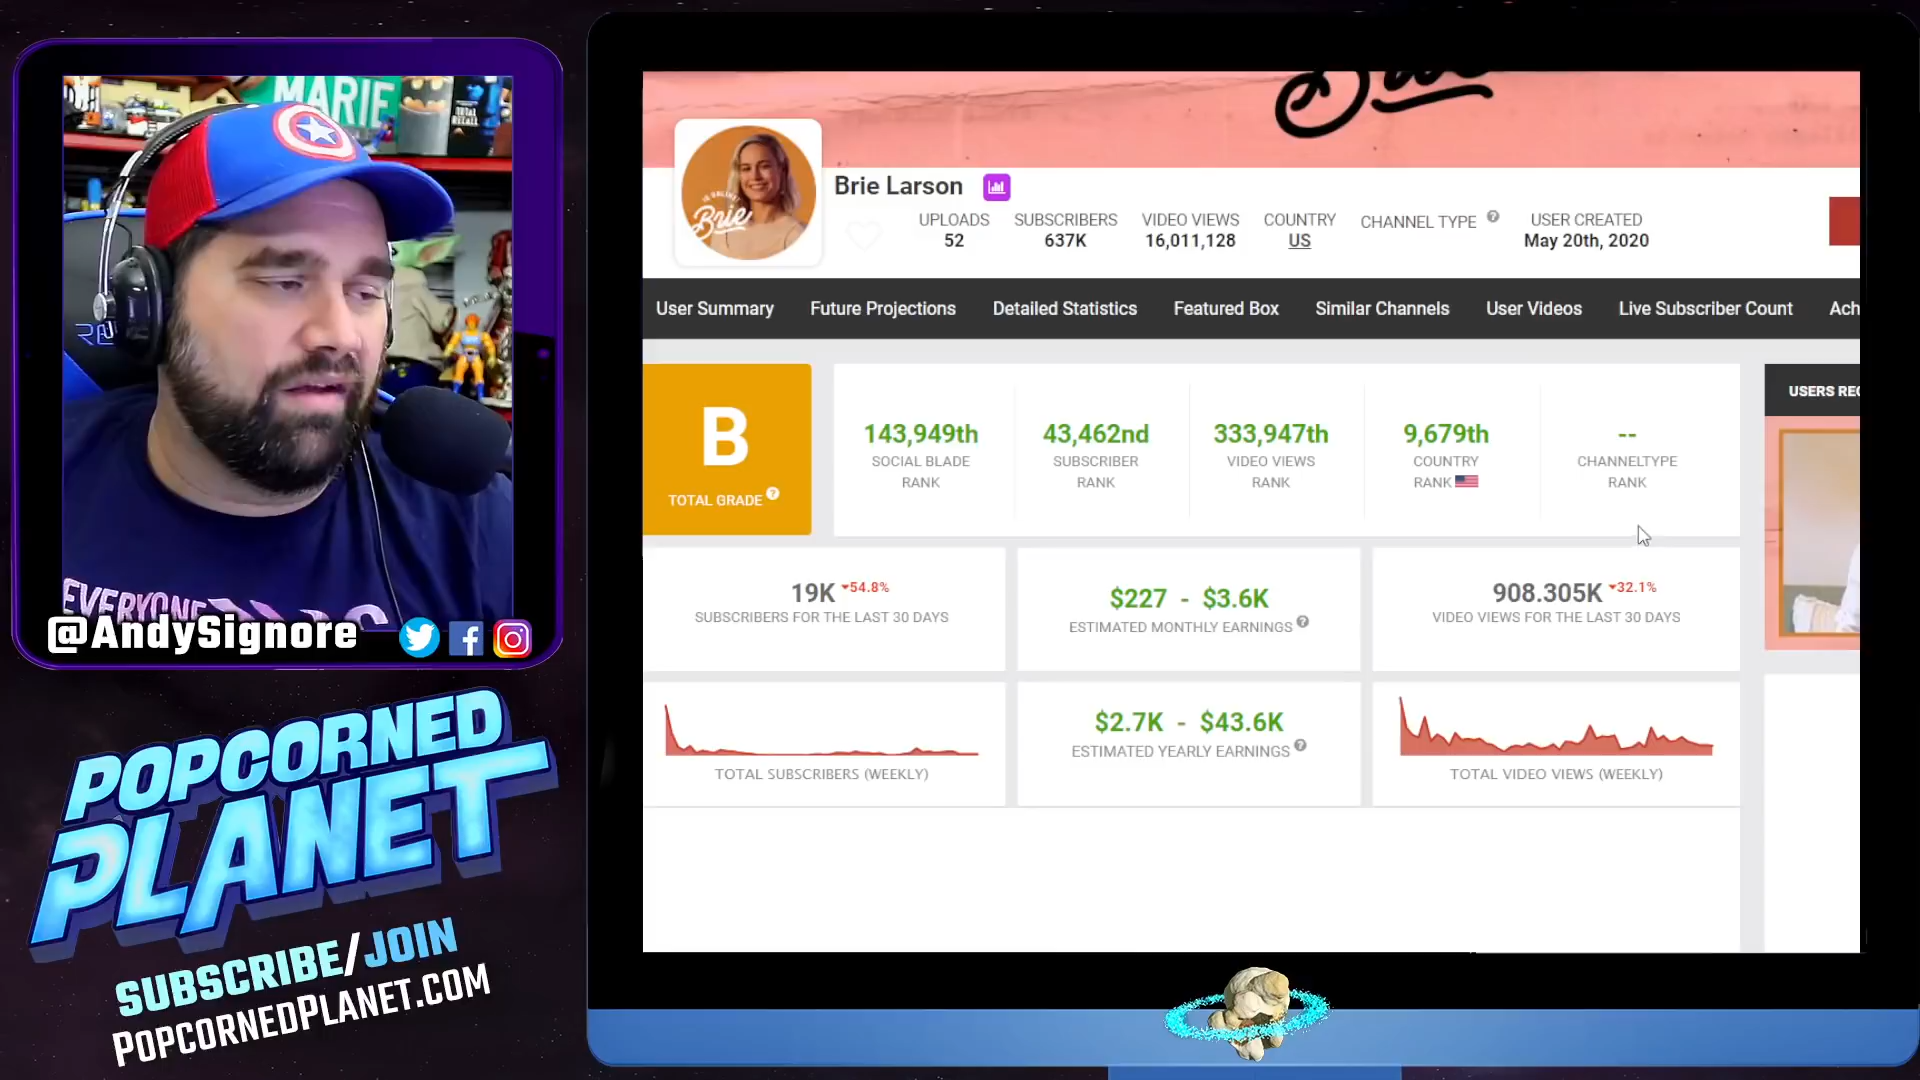 MARIE
TOTAL
RECALL
EVERYONE
@AndySignore
POPCORNED
PLANET
SUBSCRIBE/JOIN
POPCORNEDPLANET.COM
Brie
Brie Larson
UPLOADS
52
SUBSCRIBERS
637K
VIDEO VIEWS
16,011,128
COUNTRY
US
CHANNEL TYPE
USER CREATED
May 20th, 2020
User Summary Future Projections Detailed Statistics Featured Box Similar Channels User Videos Live Subscriber Count Ach
B
TOTAL GRADE
143,949th
SOCIAL BLADE
RANK
43,462nd
SUBSCRIBER
RANK
333,947th
VIDEO VIEWS
RANK
9,679th
COUNTRY
RANK
--
CHANNELTYPE
RANK
USERS REC
19K 54.8%
SUBSCRIBERS FOR THE LAST 30 DAYS
$227 - $3.6K
ESTIMATED MONTHLY EARNINGS
908.305K 32.1%
VIDEO VIEWS FOR THE LAST 30 DAYS
TOTAL SUBSCRIBERS (WEEKLY)
$2.7K - $43.6K
ESTIMATED YEARLY EARNINGS
TOTAL VIDEO VIEWS (WEEKLY)